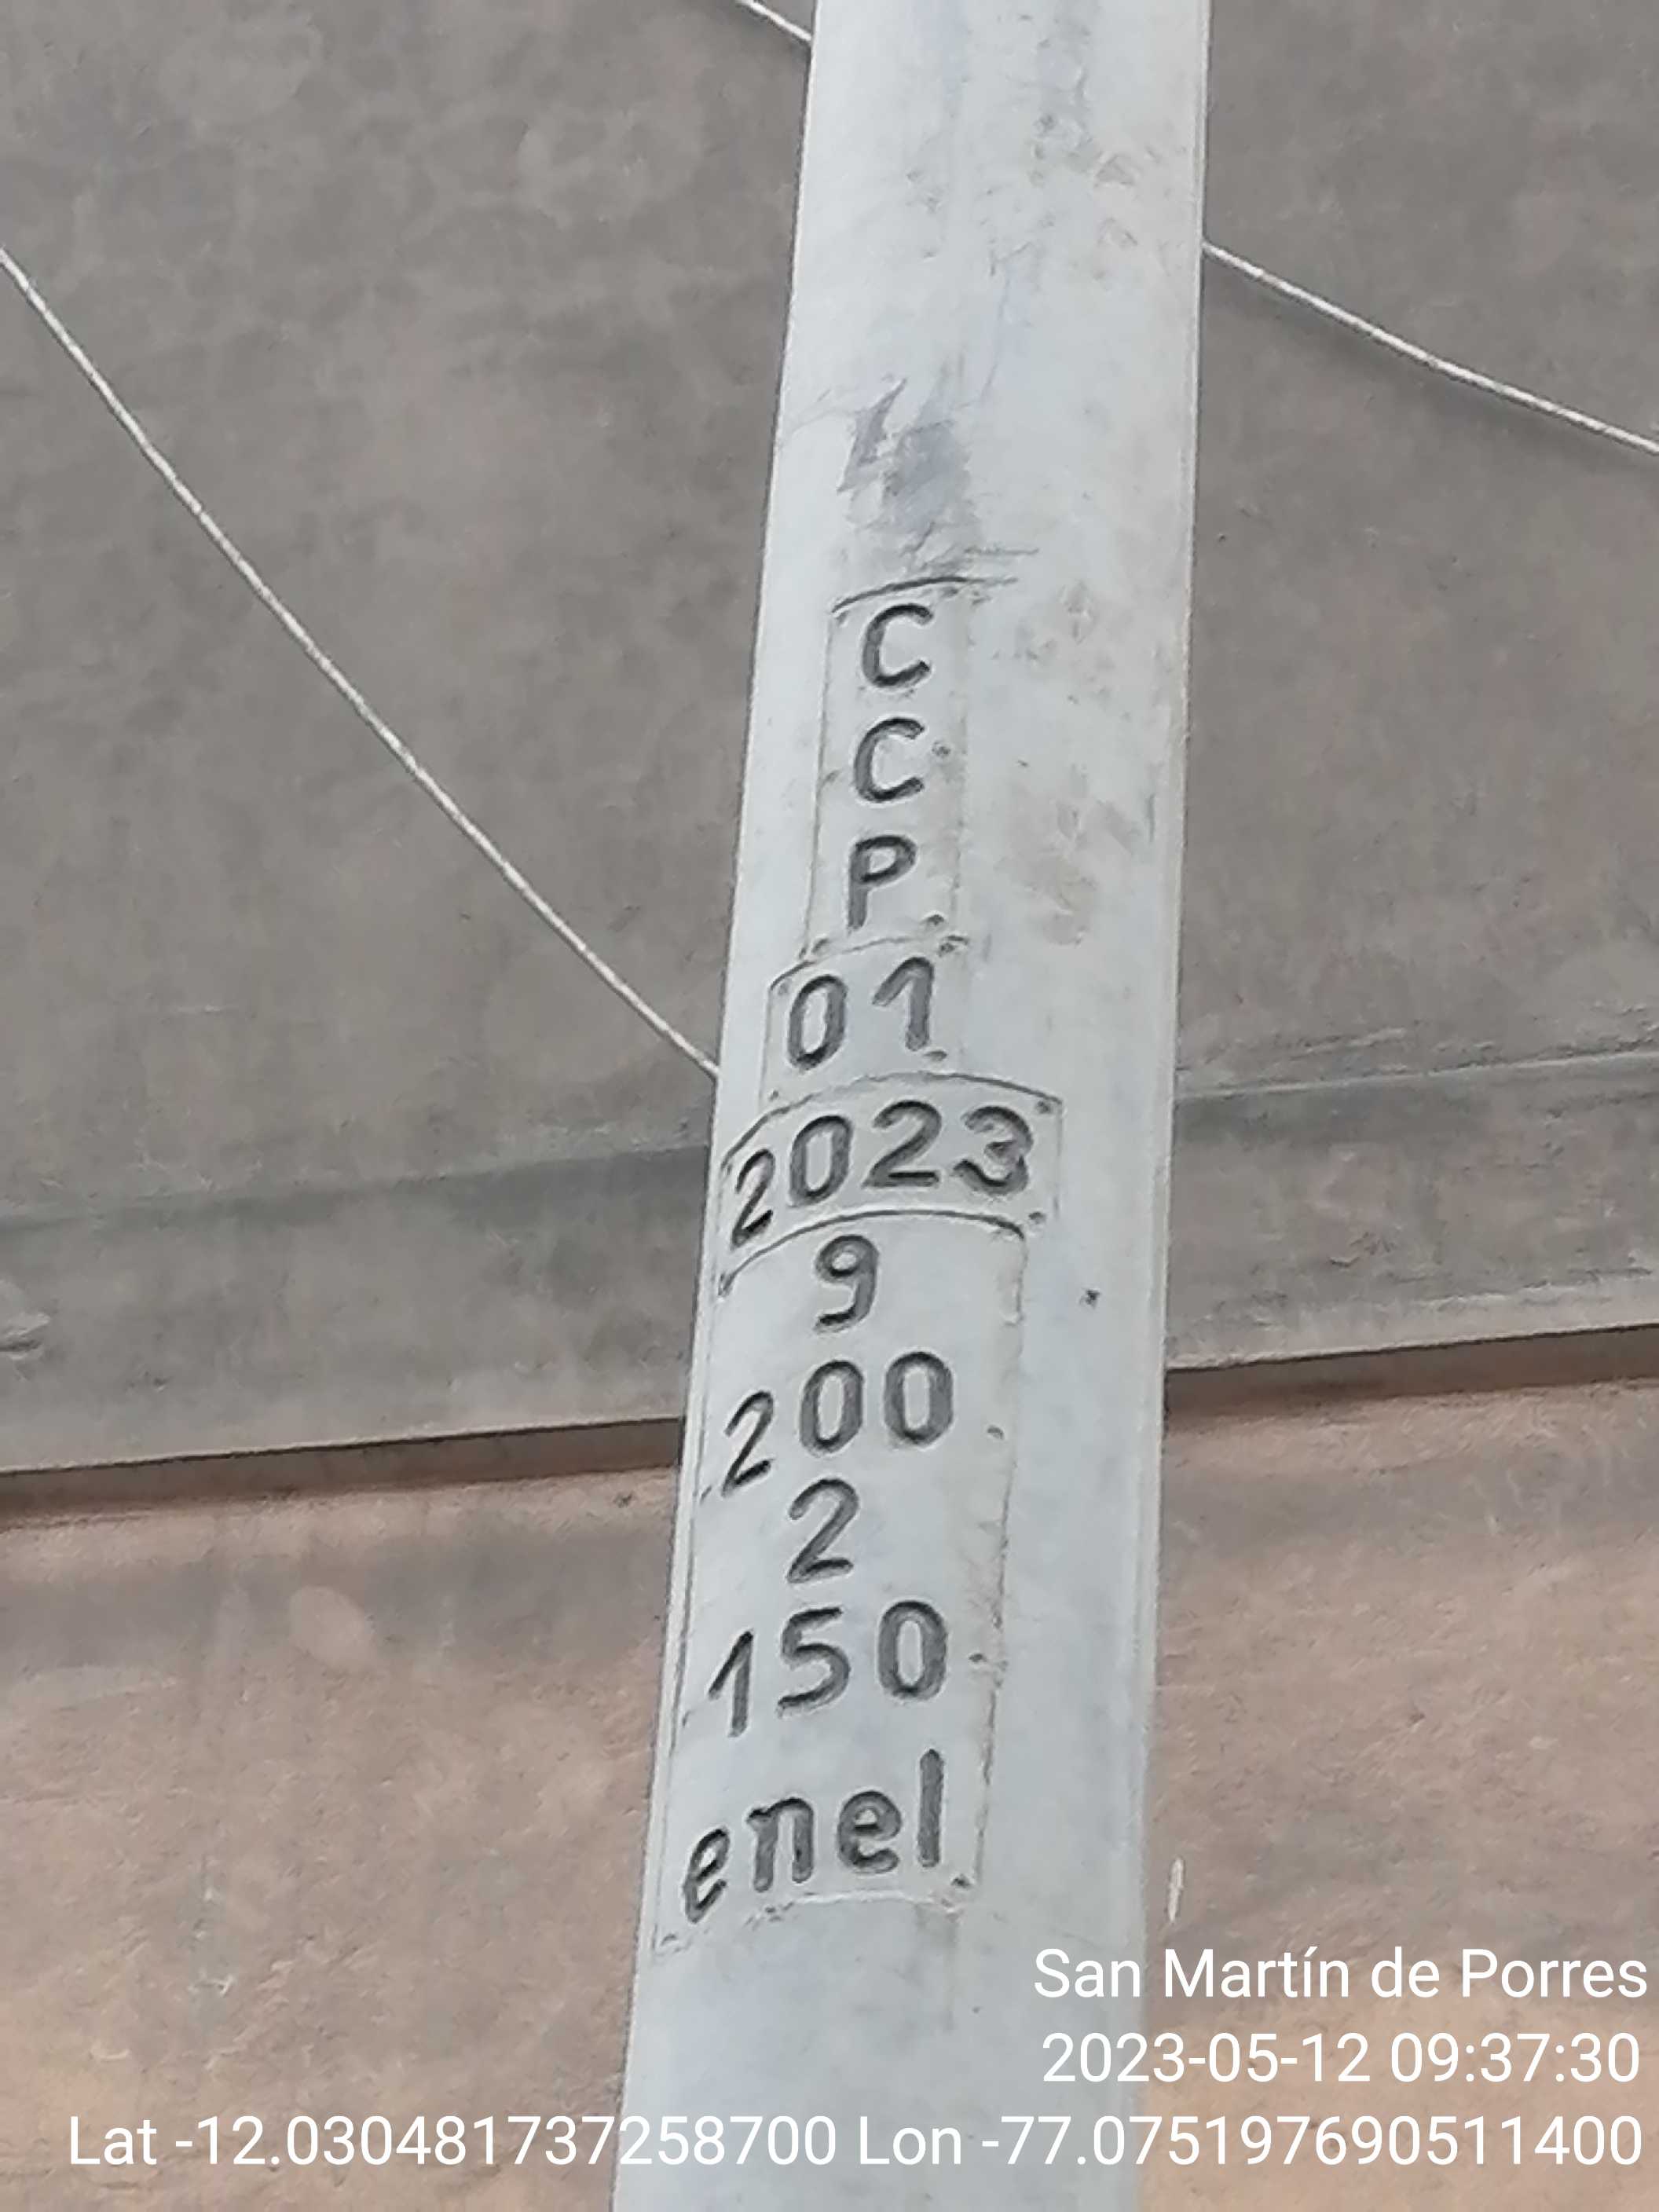 C
C
P
01
2023
9
200
2
150
enel
San Martín de Porres
2023-05-12 09:37:30
Lat -12.030481737258700 Lon -77.075197690511400